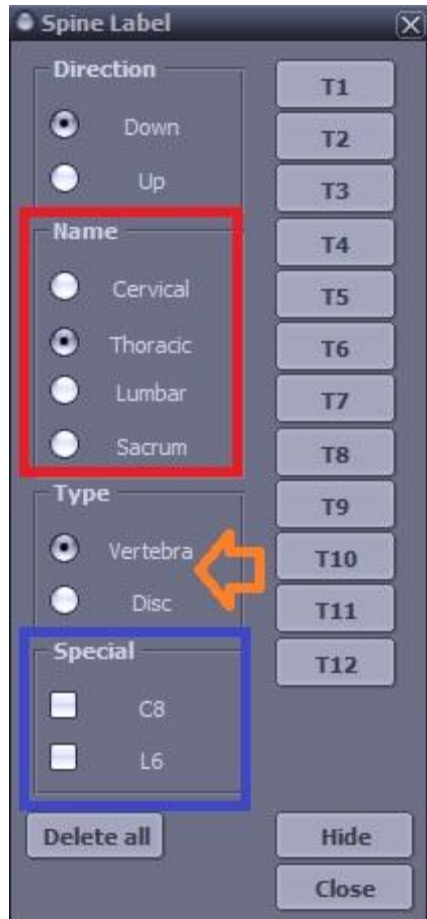 Spine Label
Direction
Down
Up
Name
Cervical
Thoracic
Lumbar
Sacrum
Type
Vertebra
Disc
Special
C8
L6
Delete all
T1
T2
T3
T4
T5
T6
T7
T8
T9
T10
T11
T12
Hide
Close